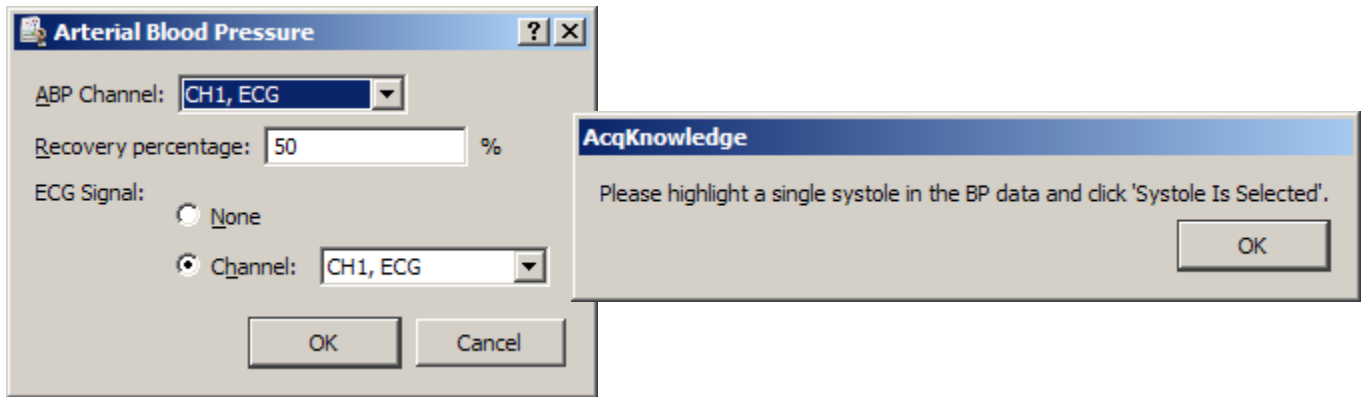 Arterial Blood Pressure
ABP Channel: CH1, ECG
Recovery percentage: 50 %
ECG Signal:
None
Channel: CH1, ECG
OK Cancel
AcqKnowledge
Please highlight a single systole in the BP data and click 'Systole Is Selected'.
OK